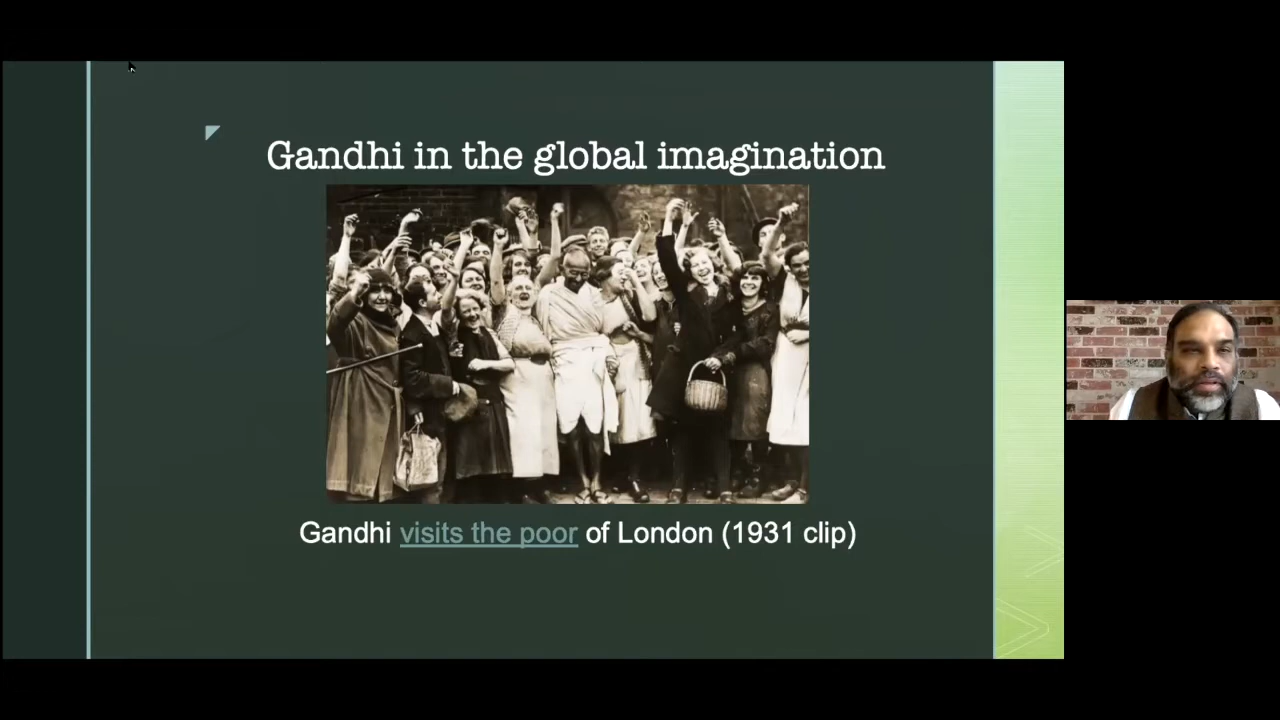 Gandhi in the global imagination
Gandhi visits the poor of London (1931 clip)